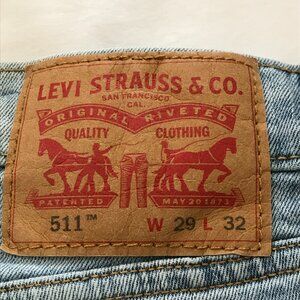 LEVI STRAUSS & CO.
SAN FRANCISCO
CAL.
ORIGINAL RIVETED
QUALITY CLOTHING
PATENTED MAY 20 1873
511™ W 29 L 32